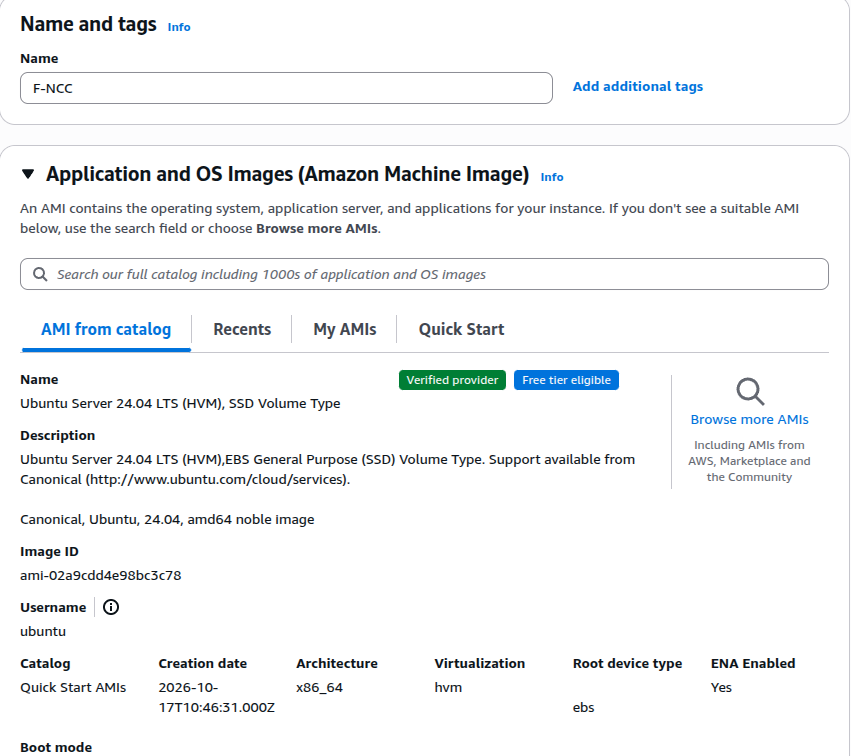 Name and tags Info
Name
F-NCC
Add additional tags
Application and OS Images (Amazon Machine Image) Info
An AMI contains the operating system, application server, and applications for your instance. If you don't see a suitable AMI
below, use the search field or choose Browse more AMIs.
Search our full catalog including 1000s of application and OS images
AMI from catalog
Recents
My AMIs
Quick Start
Name
Verified provider
Free tier eligible
Ubuntu Server 24.04 LTS (HVM), SSD Volume Type
Description
Ubuntu Server 24.04 LTS (HVM),EBS General Purpose (SSD) Volume Type. Support available from
Canonical (http://www.ubuntu.com/cloud/services).
Canonical, Ubuntu, 24.04, amd64 noble image
Browse more AMIs
Including AMIs from
AWS, Marketplace and
the Community
Image ID
ami-02a9cdd4e98bc3c78
Username
ubuntu
Catalog
Quick Start AMIs
Creation date
2026-10-
17T10:46:31.000Z
Architecture
x86_64
Virtualization
hvm
Root device type
ebs
ENA Enabled
Yes
Boot mode